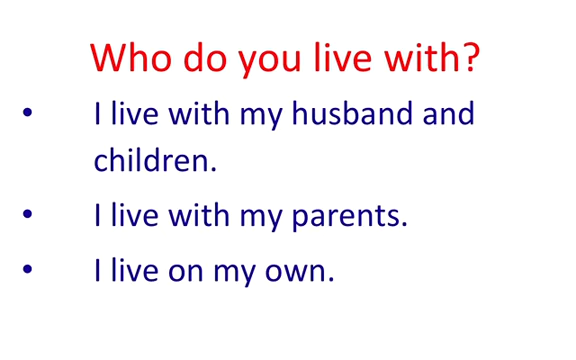 Who do you live with?
• I live with my husband and
children.
• I live with my parents.
• I live on my own.